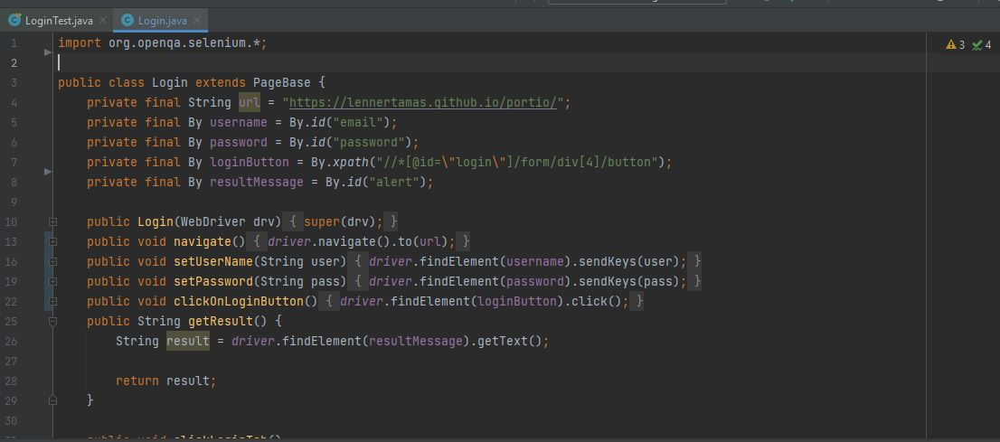 LoginTest.java Login.java
1 import org.openqa.selenium.*; 3 4
2
3 public class Login extends PageBase {
4 private final String url = "https://lennertamas.github.io/portio/";
5 private final By username = By.id("email");
6 private final By password = By.id("password");
7 private final By loginButton = By.xpath("//*[@id=\"login\"]/form/div[4]/button");
8 private final By resultMessage = By.id("alert");
9
10 public Login(WebDriver drv) { super(drv); }
13 public void navigate() { driver.navigate().to(url); }
16 public void setUserName(String user) { driver.findElement(username).sendKeys(user); }
19 public void setPassword(String pass) { driver.findElement(password).sendKeys(pass); }
22 public void clickOnLoginButton() { driver.findElement(loginButton).click(); }
25 public String getResult() {
26 String result = driver.findElement(resultMessage).getText();
27
28 return result;
29 }
30
public void